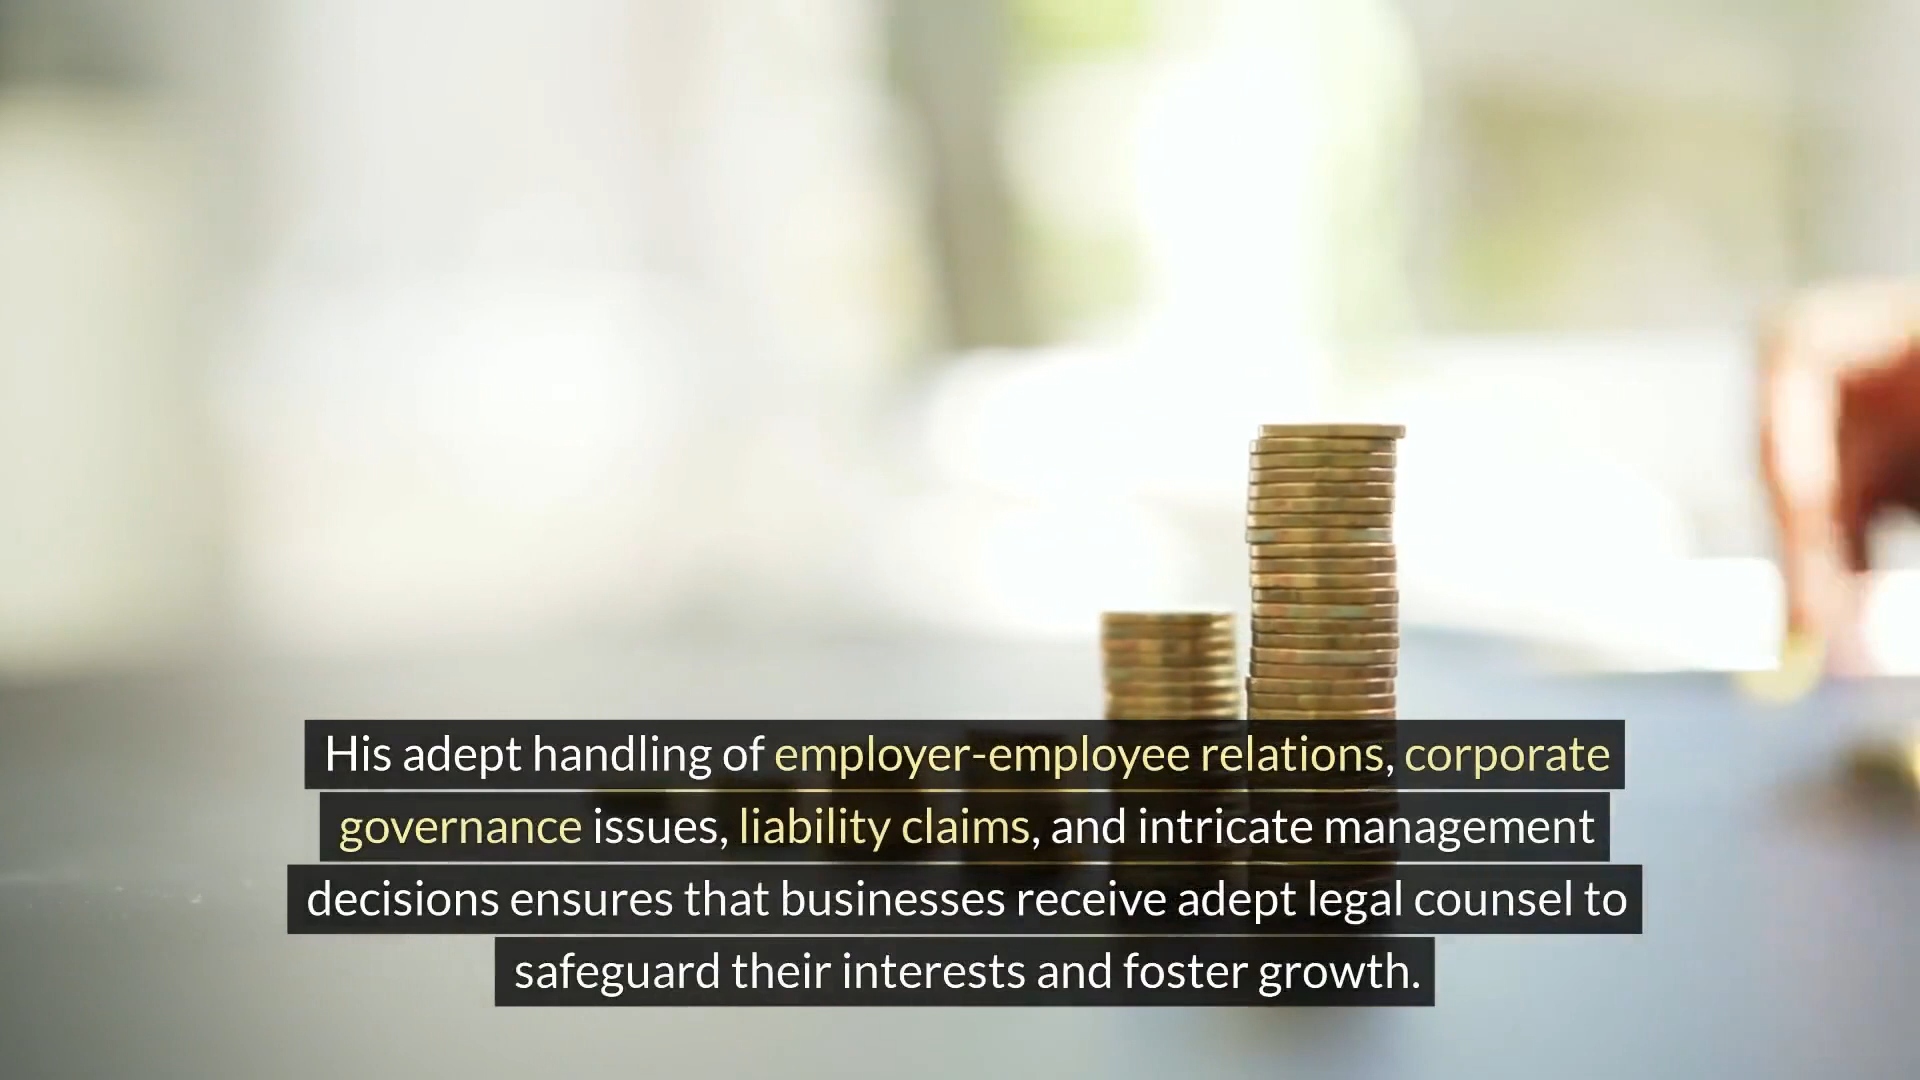 His adept handling of employer-employee relations, corporate
governance issues, liability claims, and intricate management
decisions ensures that businesses receive adept legal counsel to
safeguard their interests and foster growth.